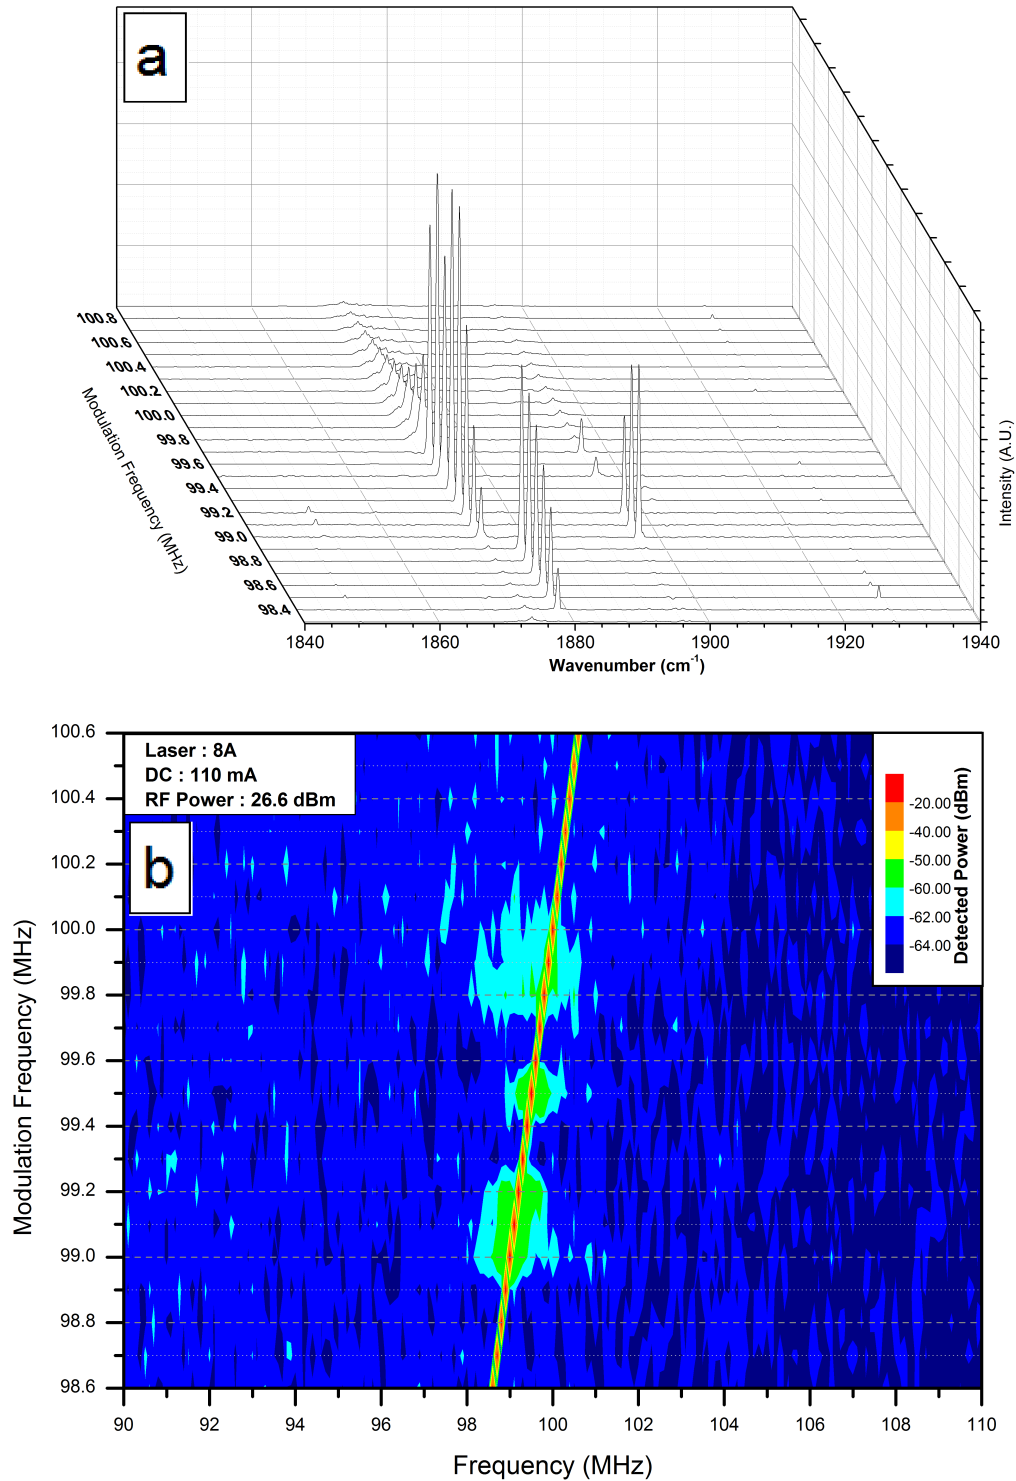 a
100.8
100.6
100.4
100.2
100.0
99.8
99.6
99.4
99.2
99.0
98.8
98.6
98.4
Modulation Frequency (MHz)
Intensity (A.U.)
1840 1860 1880 1900 1920 1940
Wavenumber (cm⁻¹)
Laser : 8A
DC : 110 mA
RF Power : 26.6 dBm
b
Detected Power (dBm)
-20.00
-40.00
-50.00
-60.00
-62.00
-64.00
100.6
100.4
100.2
100.0
99.8
99.6
99.4
99.2
99.0
98.8
98.6
Modulation Frequency (MHz)
90 92 94 96 98 100 102 104 106 108 110
Frequency (MHz)